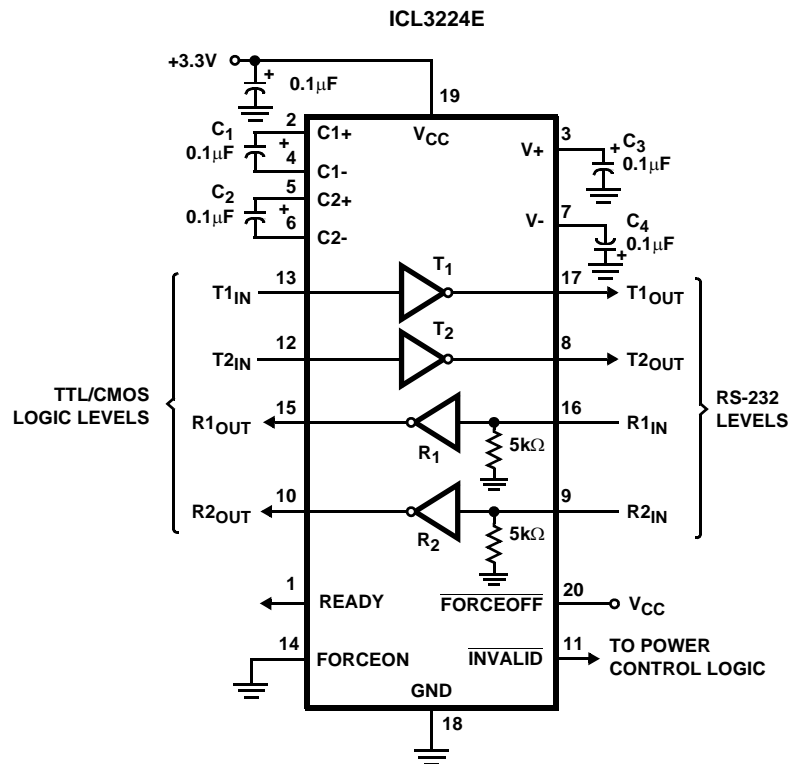 ICL3224E
+3.3V
+
0.1μF
19
VCC
2
C1+
C1
0.1μF
+
4
C1-
5
C2+
C2
0.1μF
+
6
C2-
3
V+
+
C3
0.1μF
7
V-
C4
0.1μF
+
T1
T1IN
13
17
T1OUT
T2
T2IN
12
8
T2OUT
TTL/CMOS
LOGIC LEVELS
RS-232
LEVELS
R1OUT
15
16
R1IN
R1
5kΩ
R2OUT
10
9
R2IN
R2
5kΩ
1
READY
FORCEOFF
20
VCC
14
FORCEON
INVALID
11
TO POWER
CONTROL LOGIC
GND
18